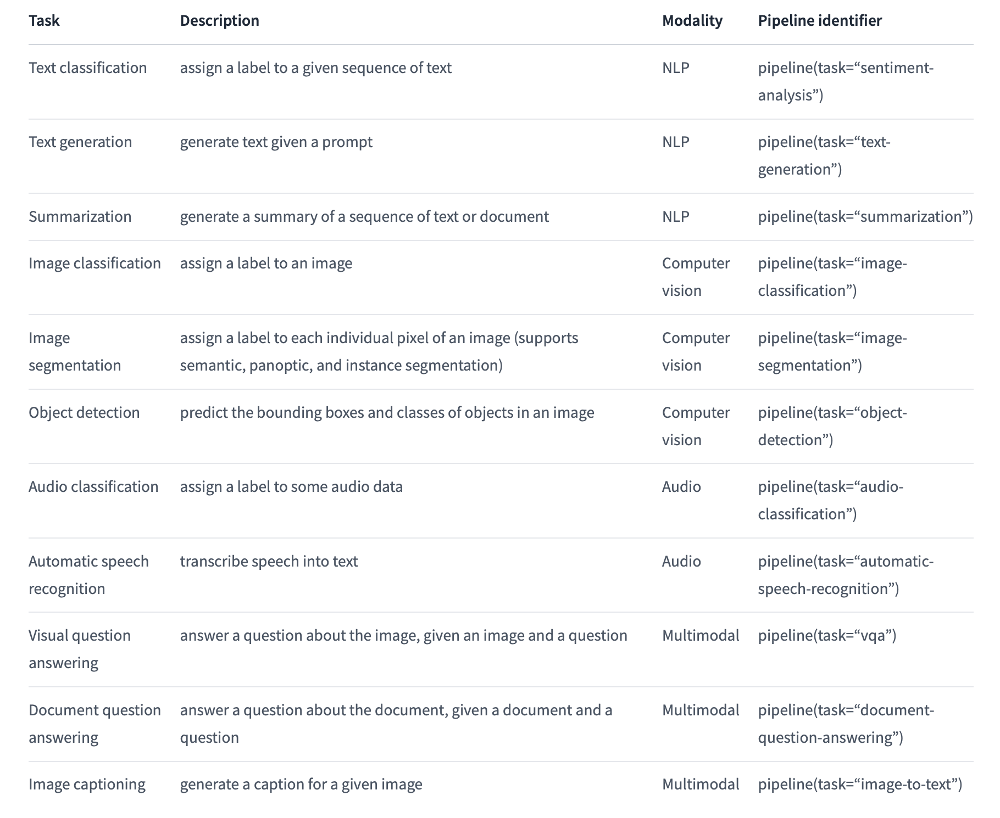 Task Description Modality Pipeline identifier
Text classification assign a label to a given sequence of text NLP pipeline(task=“sentiment-
analysis”)
Text generation generate text given a prompt NLP pipeline(task=“text-
generation”)
Summarization generate a summary of a sequence of text or document NLP pipeline(task=“summarization”)
Image classification assign a label to an image Computer pipeline(task=“image-
vision classification”)
Image assign a label to each individual pixel of an image (supports Computer pipeline(task=“image-
segmentation semantic, panoptic, and instance segmentation) vision segmentation”)
Object detection predict the bounding boxes and classes of objects in an image Computer pipeline(task=“object-
vision detection”)
Audio classification assign a label to some audio data Audio pipeline(task=“audio-
classification”)
Automatic speech transcribe speech into text Audio pipeline(task=“automatic-
recognition speech-recognition”)
Visual question answer a question about the image, given an image and a question Multimodal pipeline(task=“vqa”)
answering
Document question answer a question about the document, given a document and a Multimodal pipeline(task=“document-
answering question question-answering”)
Image captioning generate a caption for a given image Multimodal pipeline(task=“image-to-text”)